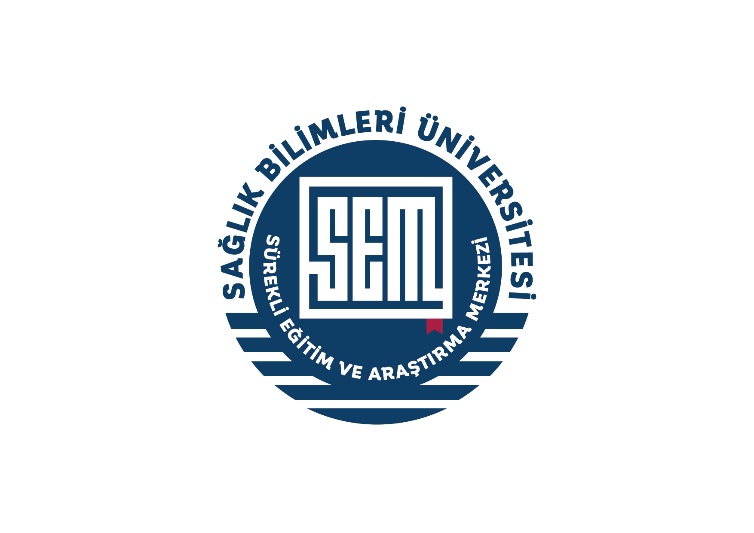 SAĞLIK BİLİMLERİ ÜNİVERSİTESİ
SEM
SÜREKLİ EĞİTİM VE ARAŞTIRMA MERKEZİ